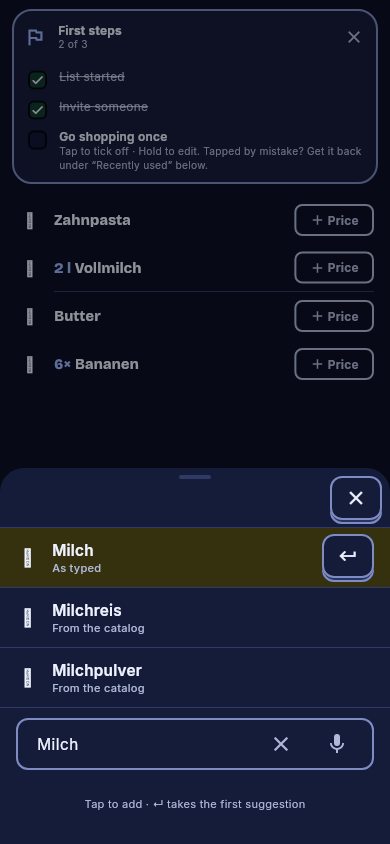 First steps
2 of 3
List started
Invite someone
Go shopping once
Tap to tick off · Hold to edit. Tapped by mistake? Get it back
under “Recently used” below.
Zahnpasta
+ Price
2 l Vollmilch
+ Price
Butter
+ Price
6× Bananen
+ Price
Milch
As typed
Milchreis
From the catalog
Milchpulver
From the catalog
Milch
Tap to add · ↵ takes the first suggestion